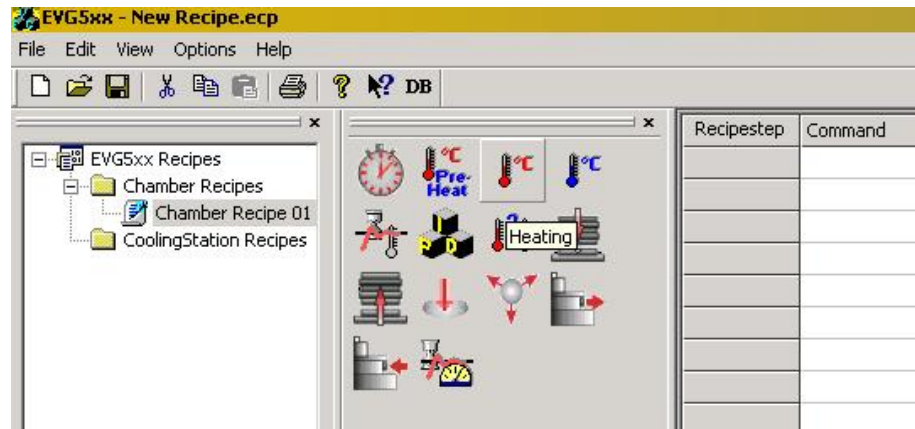 EVG5xx - New Recipe.ecp
File Edit View Options Help
DB
EVG5xx Recipes
Chamber Recipes
Chamber Recipe 01
CoolingStation Recipes
°C
Pre-
Heat
°C
°C
Heating
Recipestep Command